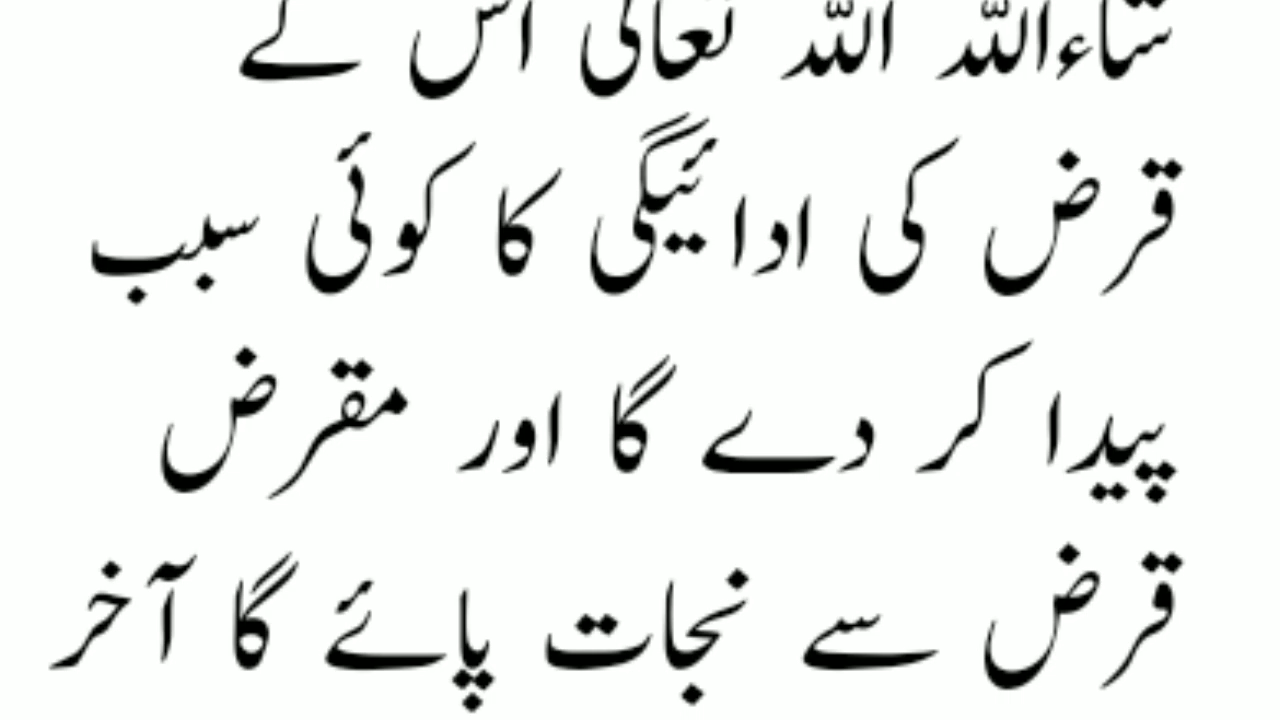 شاءاللہ اللہ تعالی اس کے
قرض کی ادائیگی کا کوئی سبب
پیدا کر دے گا اور مقرض
قرض سے نجات پائے گا آخر